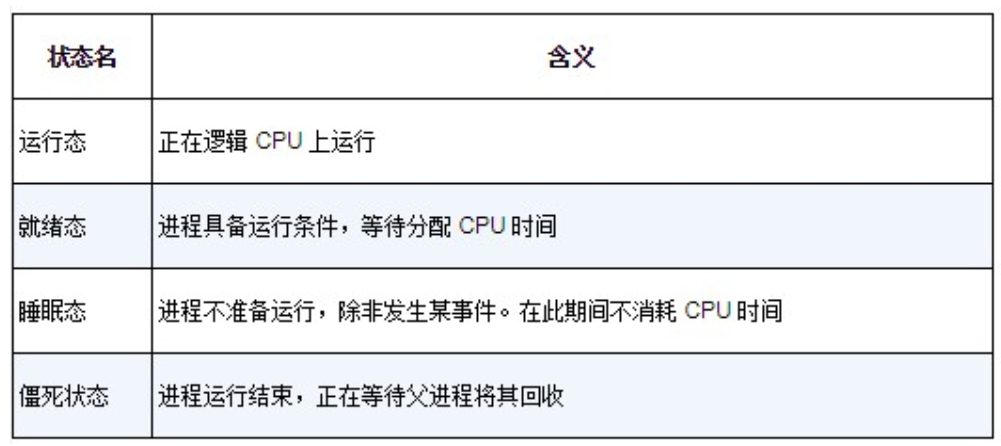 状态名 含义
运行态 正在逻辑 CPU 上运行
就绪态 进程具备运行条件，等待分配 CPU 时间
睡眠态 进程不准备运行，除非发生某事件。在此期间不消耗 CPU 时间
僵死状态 进程运行结束，正在等待父进程将其回收